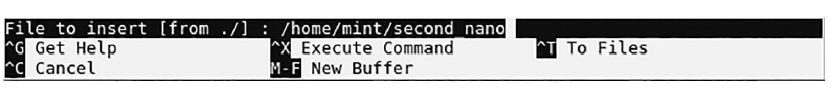 File to insert [from ./] : /home/mint/second_nano
^G Get Help ^X Execute Command ^T To Files
^C Cancel M-F New Buffer